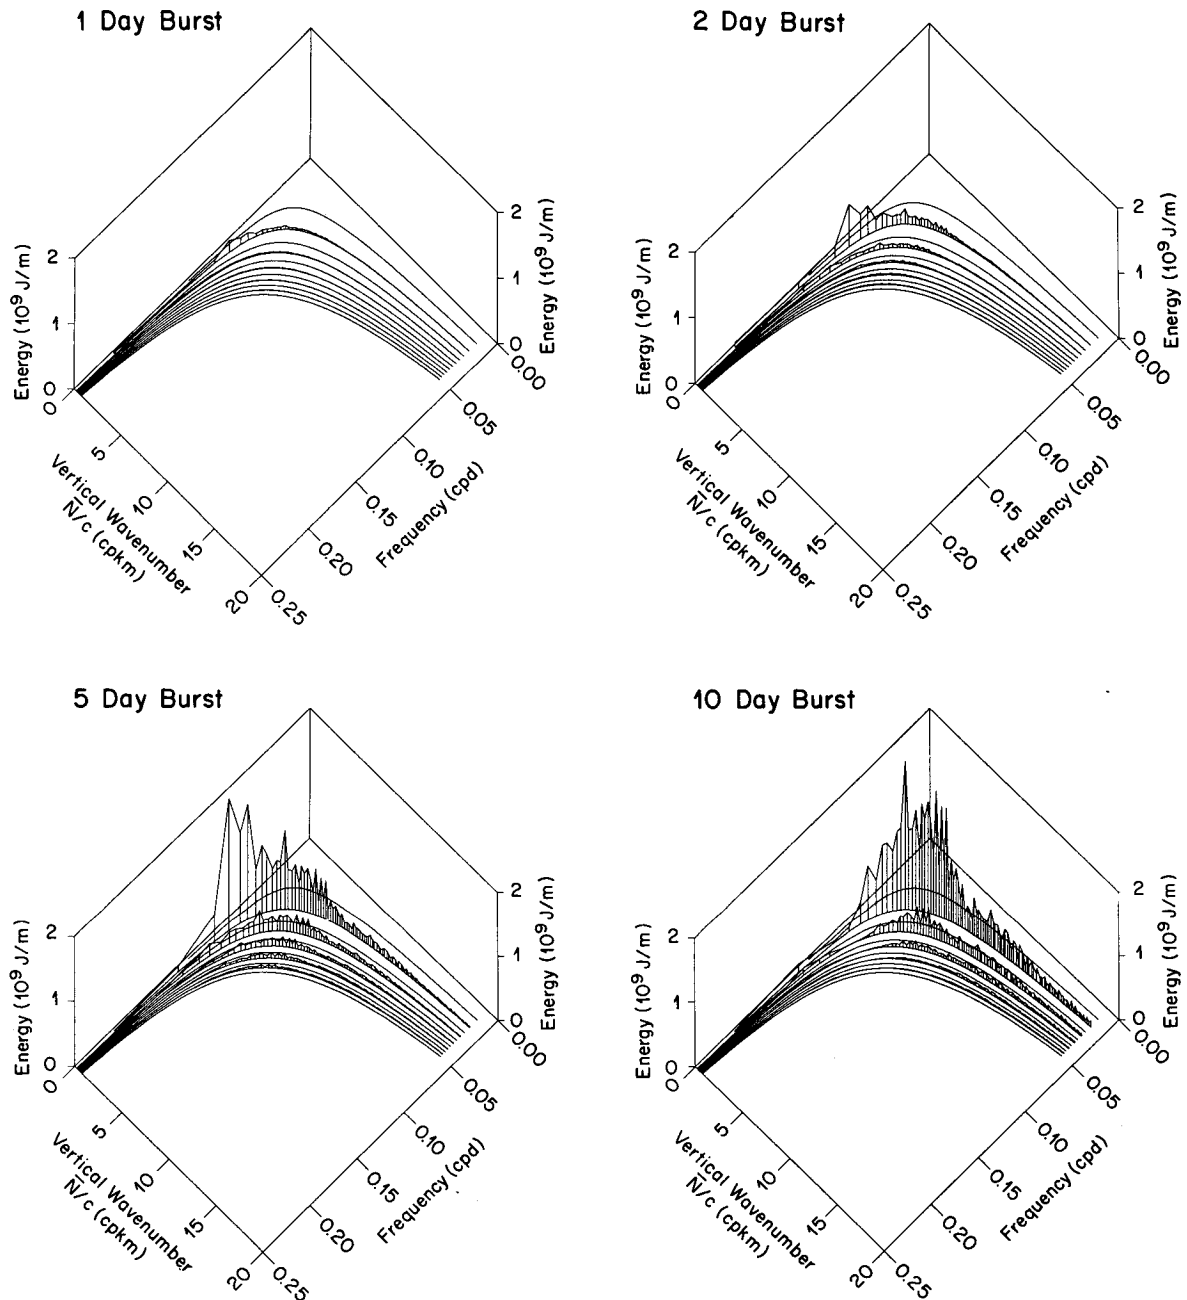 1 Day Burst
Energy (10⁹ J/m)
2
1
0
0
5
10
15
20
Vertical Wavenumber
N̄/c (cpkm)
2
1
0
Energy (10⁹ J/m)
0.00
0.05
0.10
0.15
0.20
0.25
Frequency (cpd)
2 Day Burst
Energy (10⁹ J/m)
2
1
0
0
5
10
15
20
Vertical Wavenumber
N̄/c (cpkm)
2
1
0
Energy (10⁹ J/m)
0.00
0.05
0.10
0.15
0.20
0.25
Frequency (cpd)
5 Day Burst
Energy (10⁹ J/m)
2
1
0
0
5
10
15
20
Vertical Wavenumber
N̄/c (cpkm)
2
1
0
Energy (10⁹ J/m)
0.00
0.05
0.10
0.15
0.20
0.25
Frequency (cpd)
10 Day Burst
Energy (10⁹ J/m)
2
1
0
0
5
10
15
20
Vertical Wavenumber
N̄/c (cpkm)
2
1
0
Energy (10⁹ J/m)
0.00
0.05
0.10
0.15
0.20
0.25
Frequency (cpd)